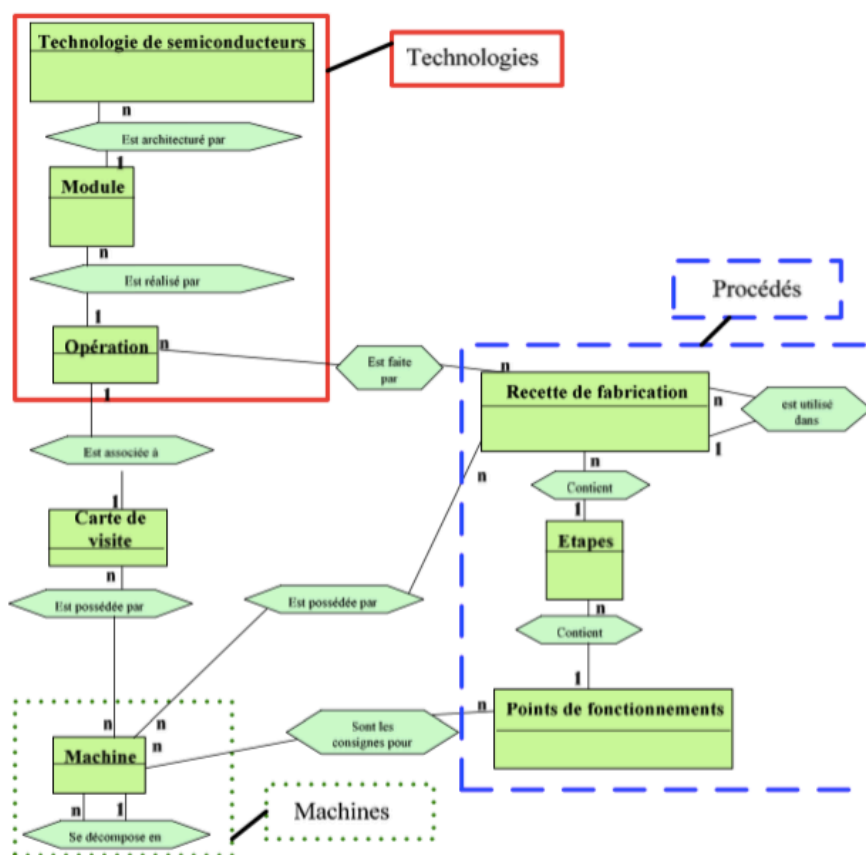 Technologie de semiconducteurs
Technologies
n
Est architecturé par
1
Module
n
Est réalisé par
1
Opération
n
1
Est faite
par
Procédés
n
Recette de fabrication
n
1
n
n
est utilisé
dans
Contient
1
Etapes
n
Contient
1
n
Points de fonctionnements
Est associée à
1
Carte de
visite
n
Est possédée par
Est possédée par
n
n
n
Sont les
consignes pour
Machine
n
1
Se décompose en
Machines